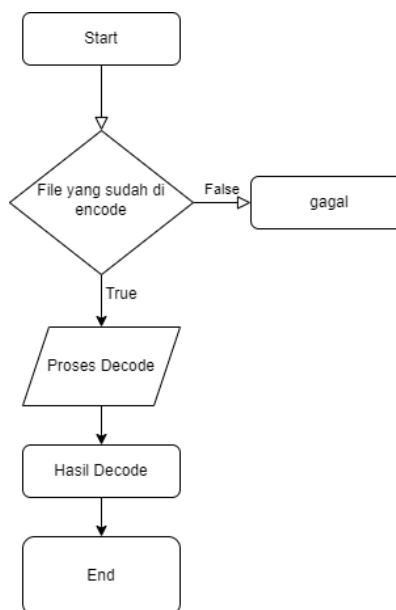 Start
File yang sudah di
encode
False
gagal
True
Proses Decode
Hasil Decode
End